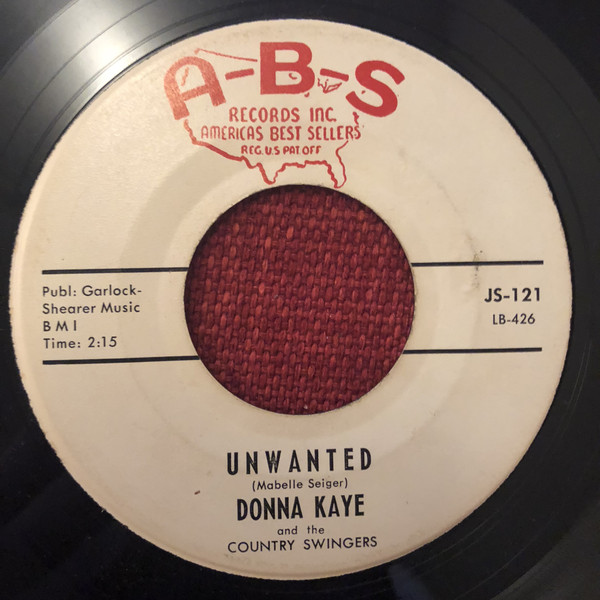 A-B-S
RECORDS INC.
AMERICAS BEST SELLERS
REG. U.S PAT. OFF
Publ: Garlock-
Shearer Music
B M I
Time: 2:15
JS-121
LB-426
UNWANTED
(Mabelle Seiger)
DONNA KAYE
and the
COUNTRY SWINGERS